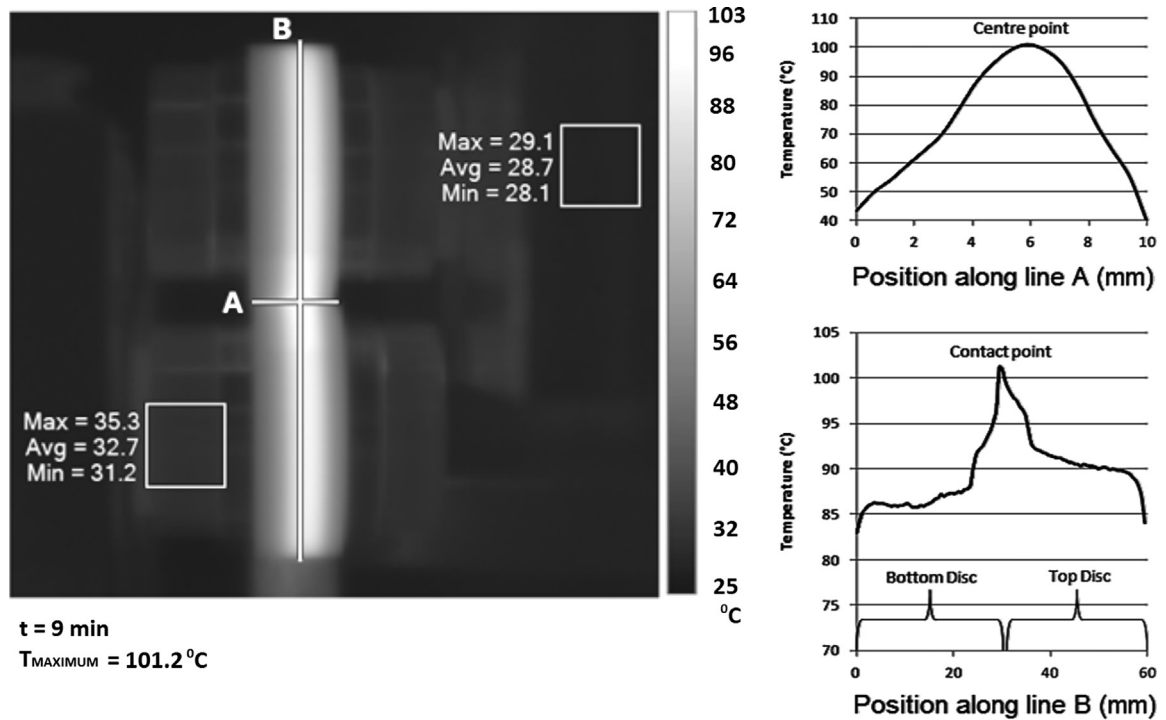 B
A
Max = 29.1
Avg = 28.7
Min = 28.1
Max = 35.3
Avg = 32.7
Min = 31.2
103
96
88
80
72
64
56
48
40
32
25
⁰C
t = 9 min
TMAXIMUM = 101.2 ⁰C
Centre point
Temperature (°C)
110
100
90
80
70
60
50
40
0 2 4 6 8 10
Position along line A (mm)
Contact point
Temperature (°C)
105
100
95
90
85
80
75
70
Bottom Disc Top Disc
0 20 40 60
Position along line B (mm)